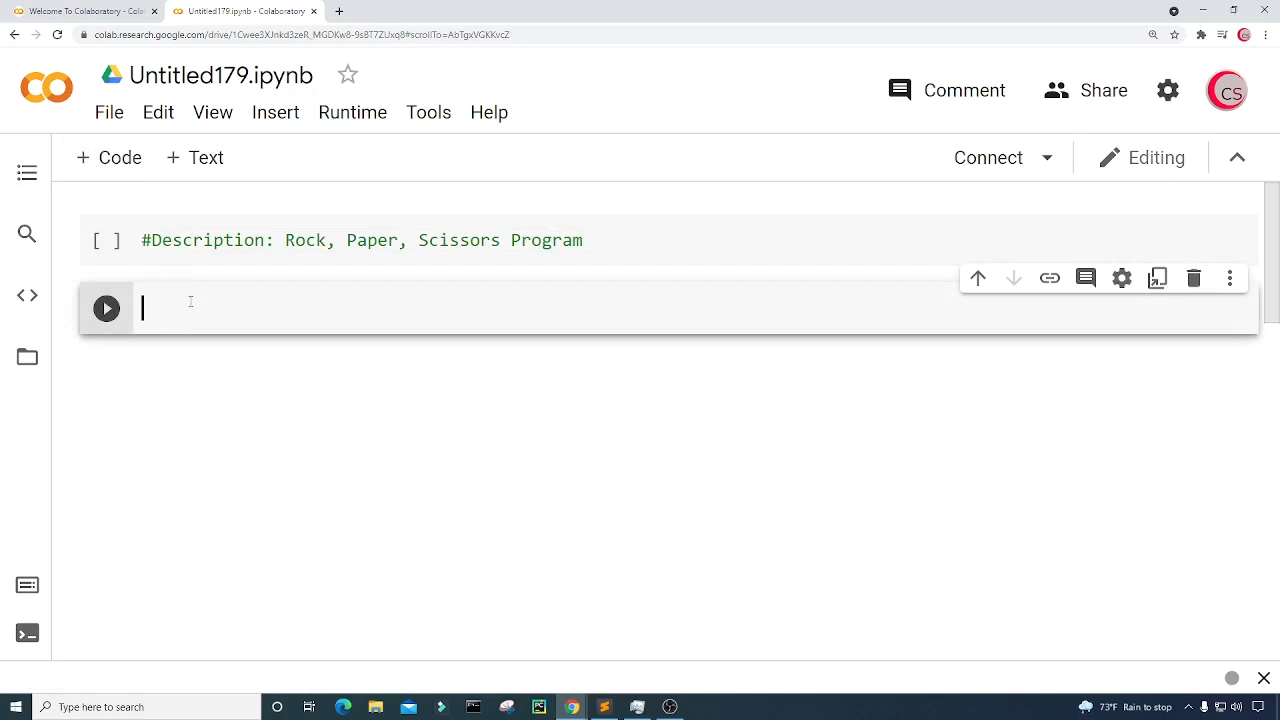 Welcome To Colaboratory - Colal
Untitled179.ipynb - Colaboratory
colab.research.google.com/drive/1Cwee3XJnkd3zeR_MGDKw8-9sBT7ZUxq8#scrollTo=AbTgxVGKKvcZ
Untitled179.ipynb
Comment
Share
CS
File Edit View Insert Runtime Tools Help
+ Code + Text
Connect
Editing
[ ] #Description: Rock, Paper, Scissors Program
Type here to search
73°F Rain to stop